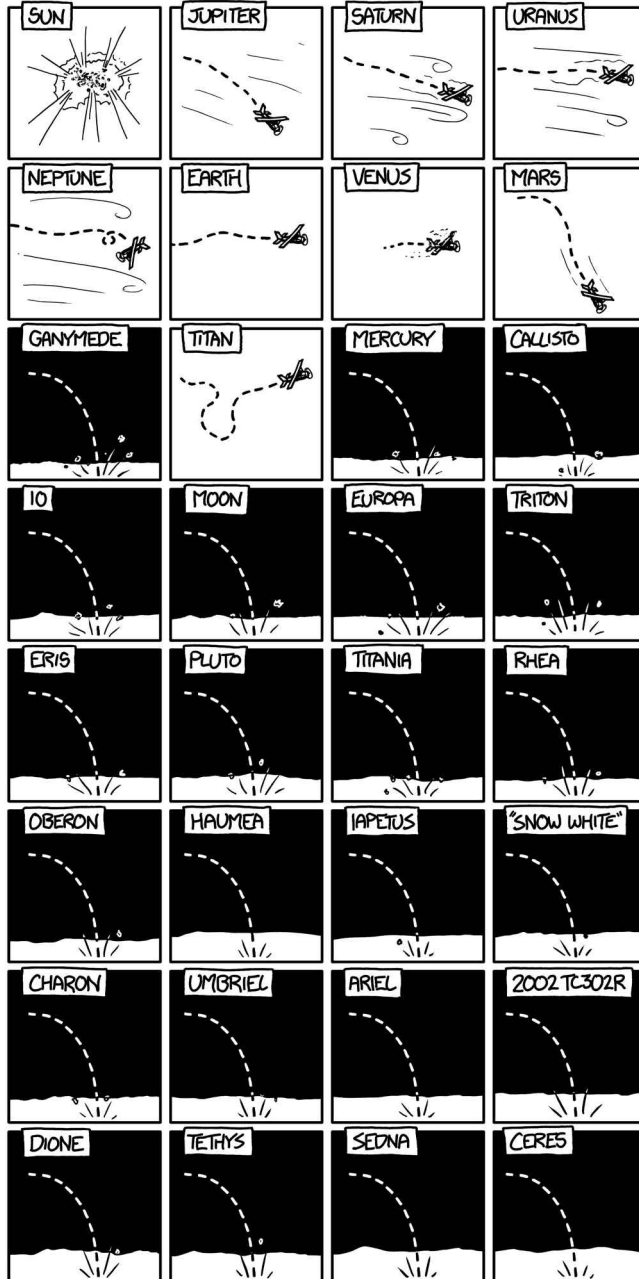 SUN
JUPITER
SATURN
URANUS
NEPTUNE
EARTH
VENUS
MARS
GANYMEDE
TITAN
MERCURY
CALLISTO
IO
MOON
EUROPA
TRITON
ERIS
PLUTO
TITANIA
RHEA
OBERON
HAUMEA
IAPETUS
"SNOW WHITE"
CHARON
UMBRIEL
ARIEL
2002 TC302R
DIONE
TETHYS
SEDNA
CERES